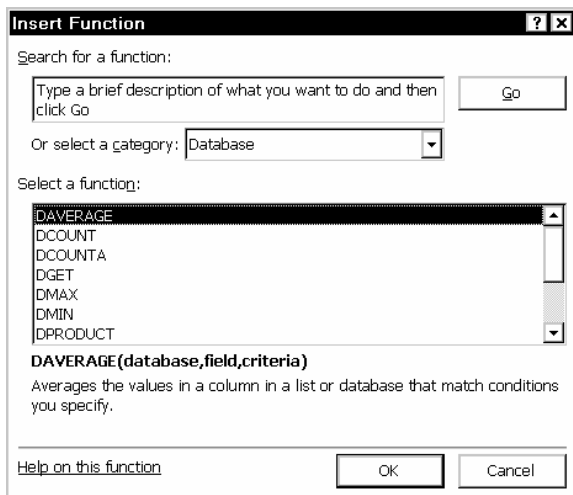 Insert Function
Search for a function:
Type a brief description of what you want to do and then
click Go
Go
Or select a category: Database
Select a function:
DAVERAGE
DCOUNT
DCOUNTA
DGET
DMAX
DMIN
DPRODUCT
DAVERAGE(database,field,criteria)
Averages the values in a column in a list or database that match conditions
you specify.
Help on this function
OK
Cancel